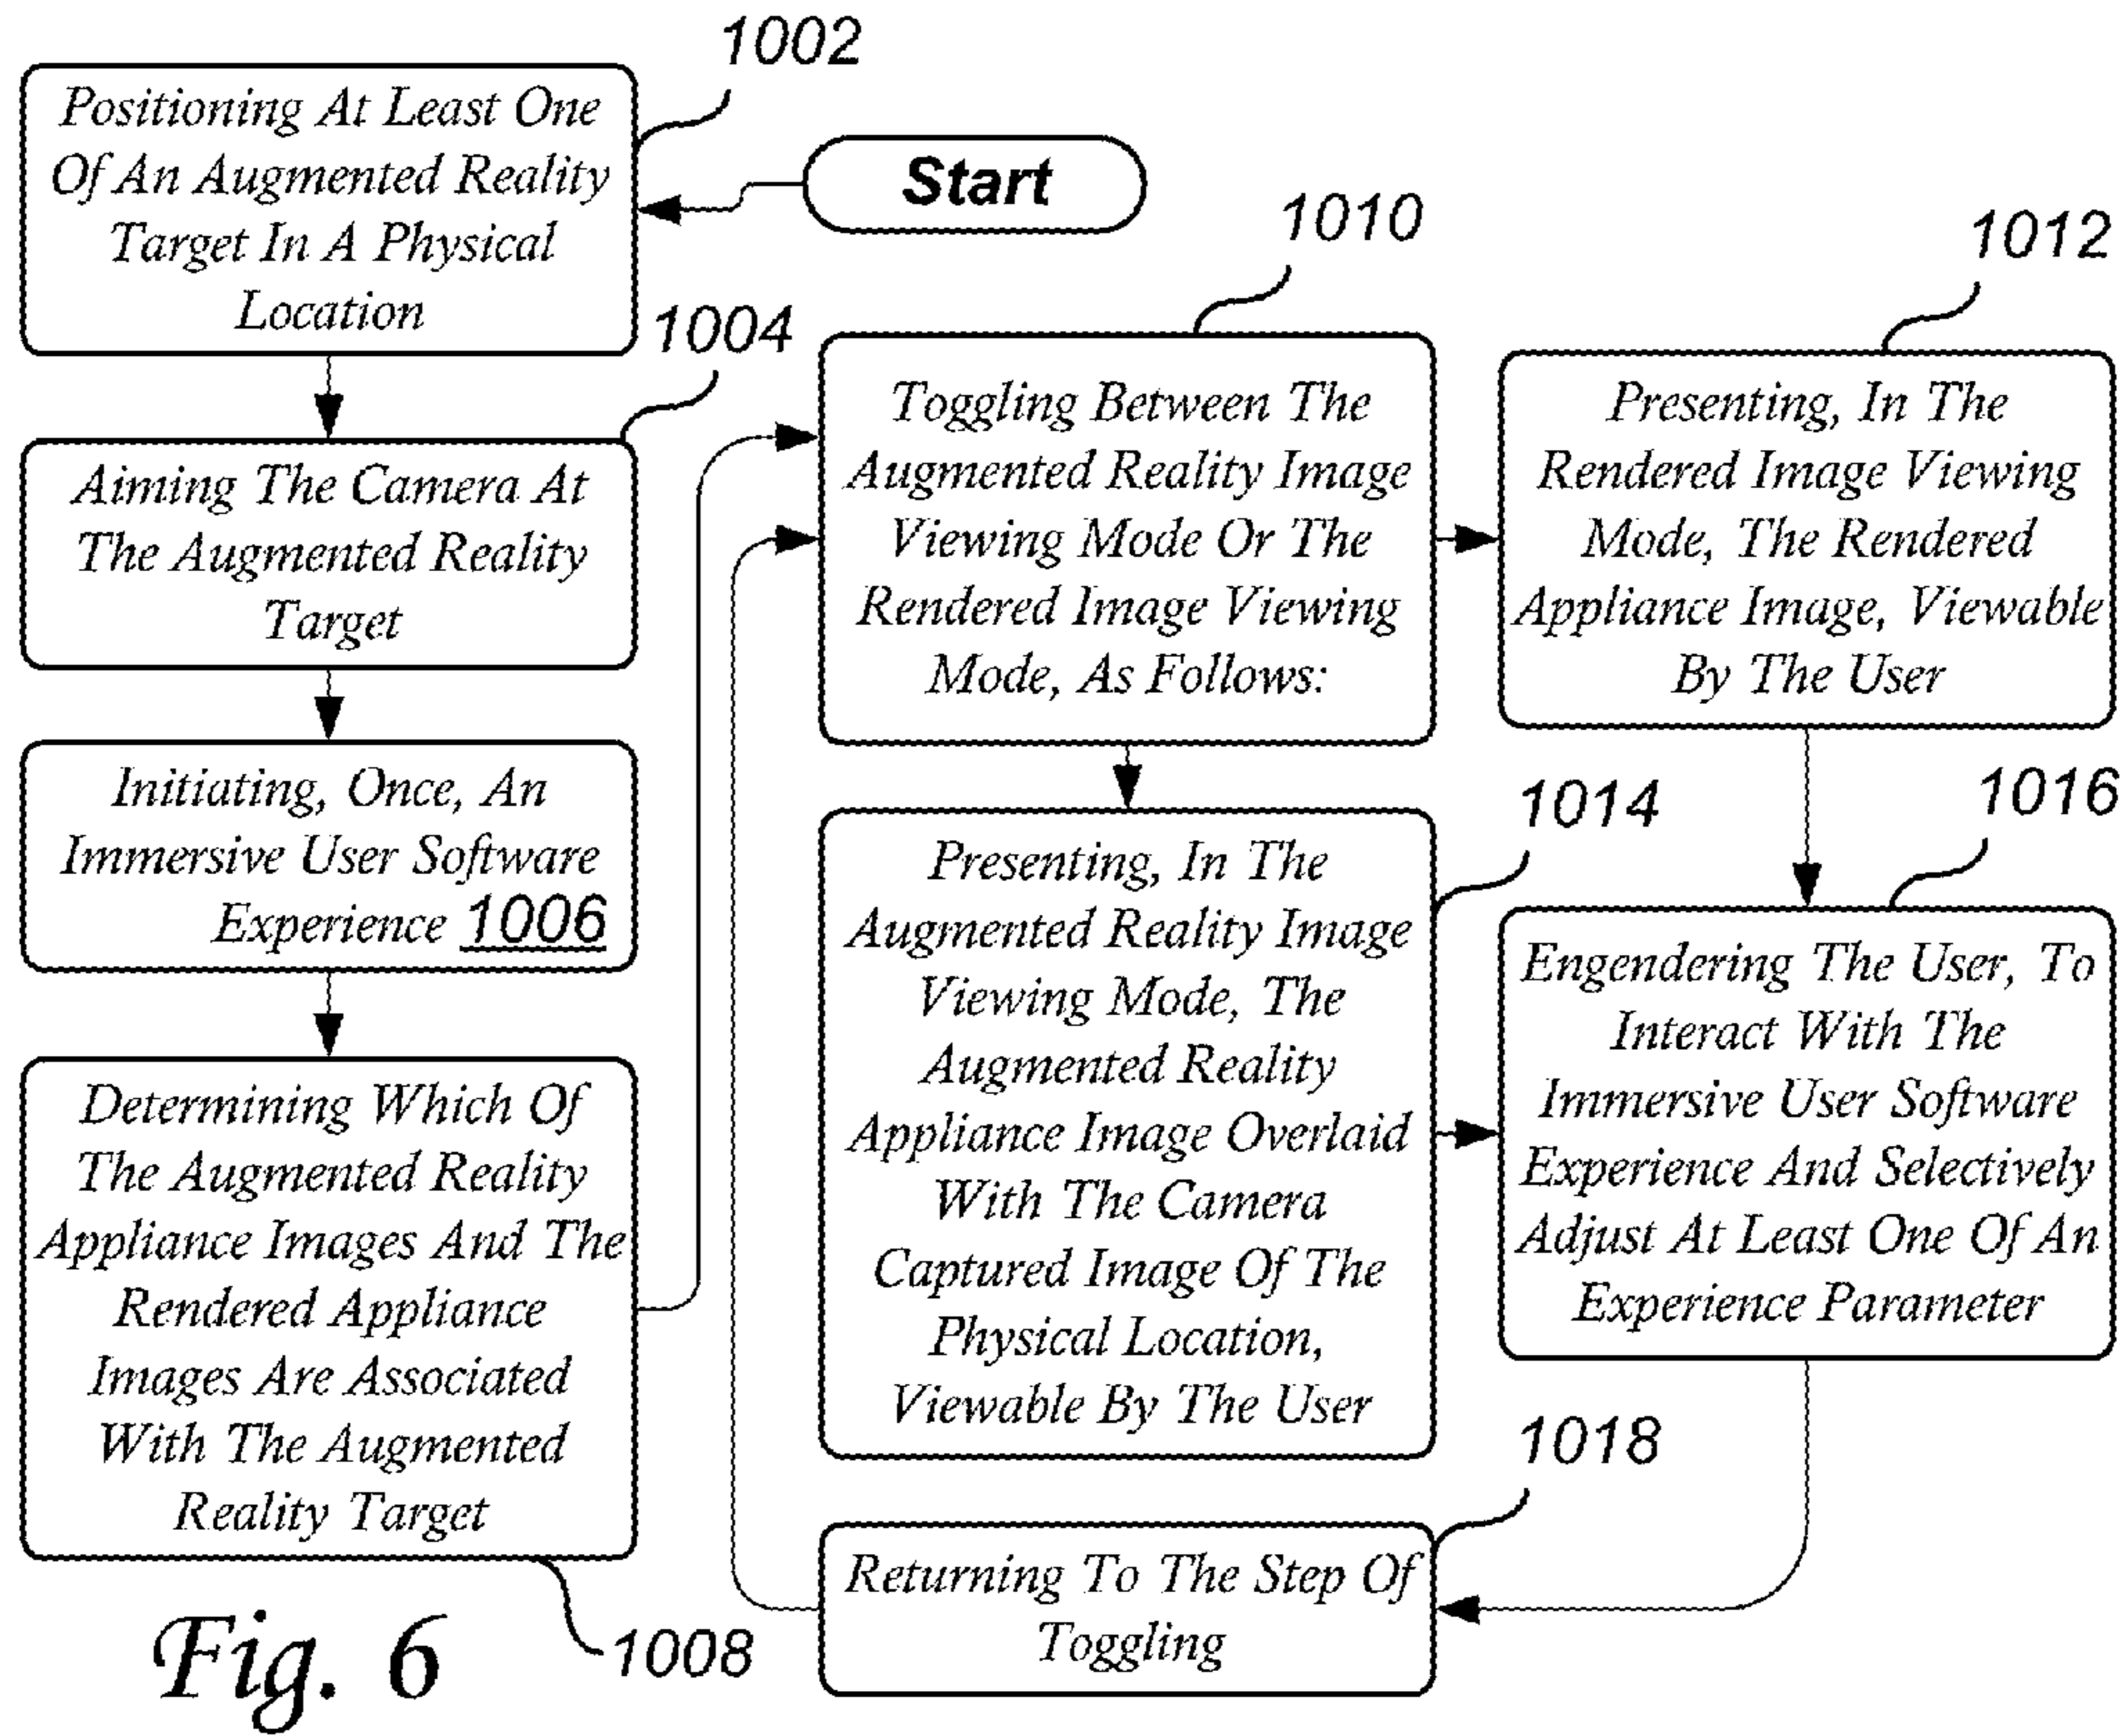 1002
Positioning At Least One
Of An Augmented Reality
Target In A Physical
Location
Start
1004
Aiming The Camera At
The Augmented Reality
Target
Initiating, Once, An
Immersive User Software
Experience 1006
Determining Which Of
The Augmented Reality
Appliance Images And The
Rendered Appliance
Images Are Associated
With The Augmented
Reality Target
1008
1010
Toggling Between The
Augmented Reality Image
Viewing Mode Or The
Rendered Image Viewing
Mode, As Follows:
1012
Presenting, In The
Rendered Image Viewing
Mode, The Rendered
Appliance Image, Viewable
By The User
1014
Presenting, In The
Augmented Reality Image
Viewing Mode, The
Augmented Reality
Appliance Image Overlaid
With The Camera
Captured Image Of The
Physical Location,
Viewable By The User
1016
Engendering The User, To
Interact With The
Immersive User Software
Experience And Selectively
Adjust At Least One Of An
Experience Parameter
1018
Returning To The Step Of
Toggling
Fig. 6